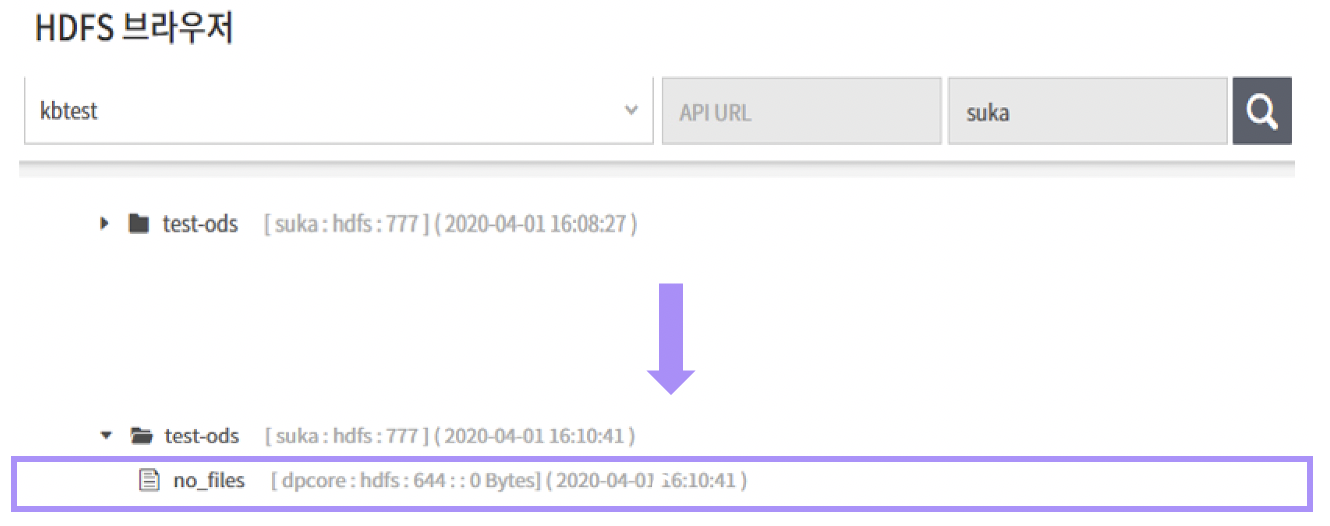 HDFS 브라우저
kbtest API URL suka
test-ods [ suka : hdfs : 777 ] ( 2020-04-01 16:08:27 )
test-ods [ suka : hdfs : 777 ] ( 2020-04-01 16:10:41 )
no_files [ dpcore : hdfs : 644 : : 0 Bytes] ( 2020-04-01 16:10:41 )